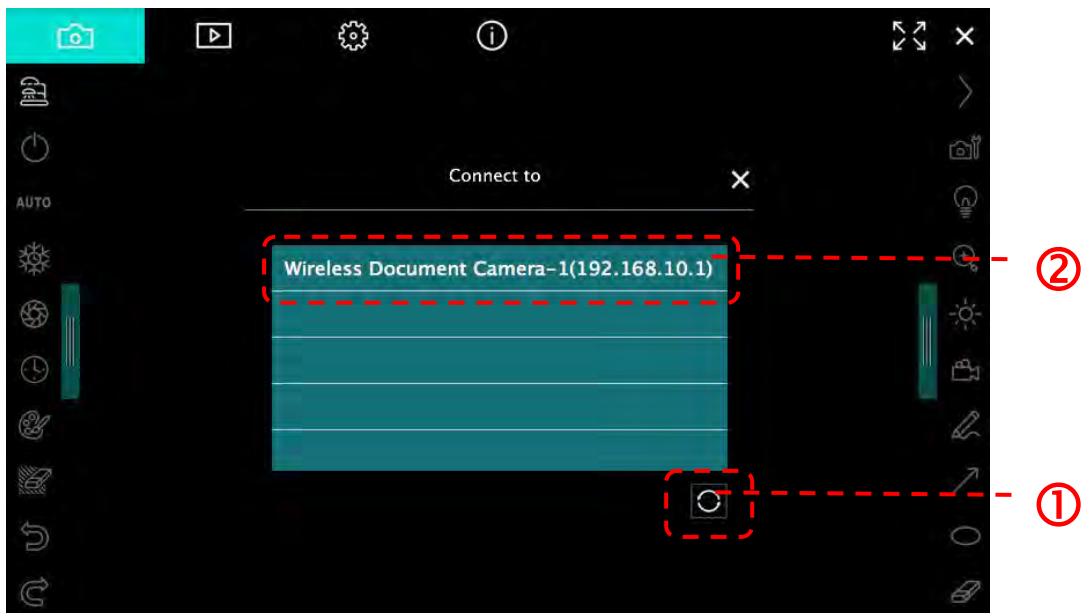 Connect to
AUTO
Wireless Document Camera-1(192.168.10.1)
②
①